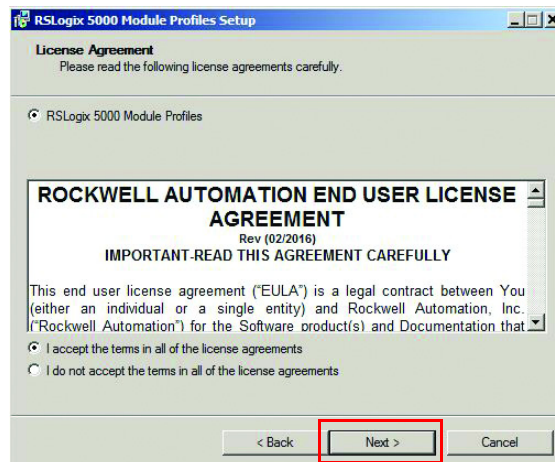 RSLogix 5000 Module Profiles Setup
License Agreement
Please read the following license agreements carefully.
RSLogix 5000 Module Profiles
ROCKWELL AUTOMATION END USER LICENSE
AGREEMENT
Rev (02/2016)
IMPORTANT-READ THIS AGREEMENT CAREFULLY
This end user license agreement (“EULA”) is a legal contract between You
(either an individual or a single entity) and Rockwell Automation, Inc.
(“Rockwell Automation”) for the Software product(s) and Documentation that
I accept the terms in all of the license agreements
I do not accept the terms in all of the license agreements
< Back Next > Cancel